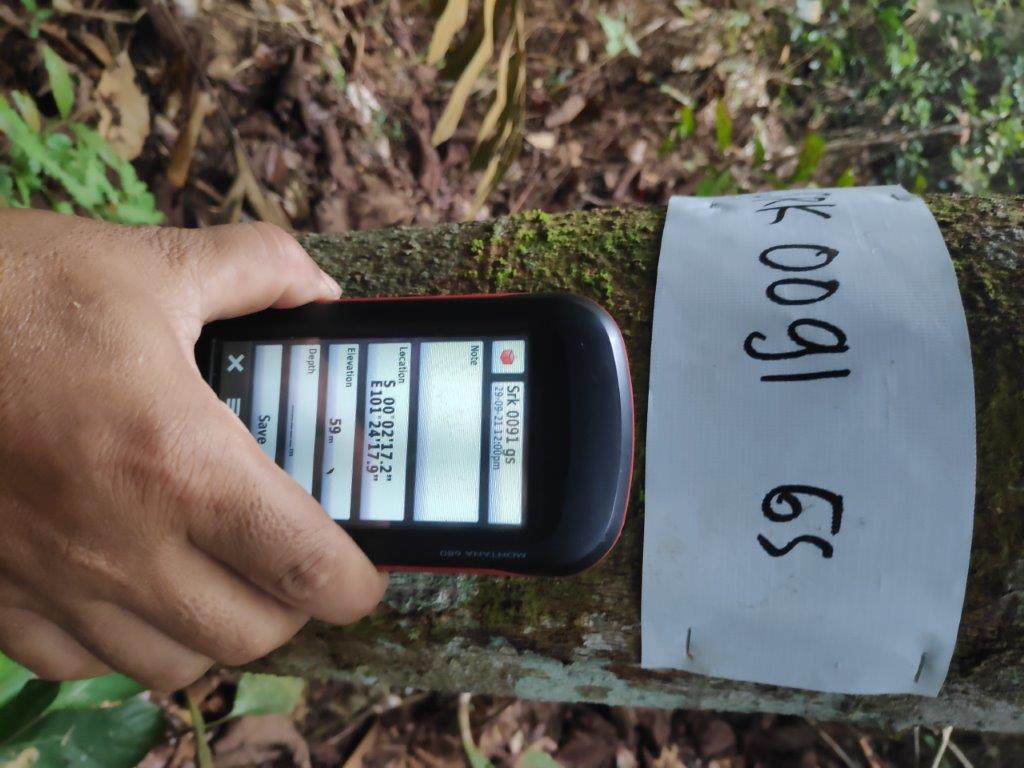 Srk 0091 gs
29-09-21 12:00pm
Note
Location
S 00°02'17.2"
E101°24'17.9"
Elevation
59 m
Depth
Save
MONTANA 680
0091 GS